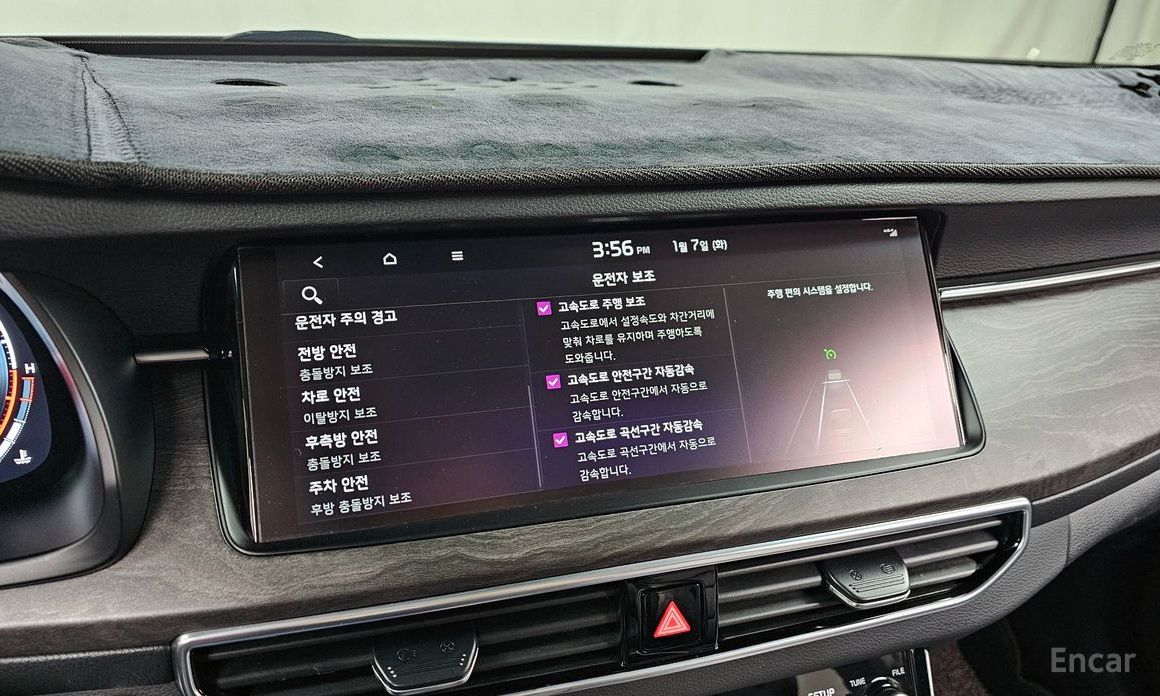 3:56 PM 1월 7일 (화)
운전자 보조
운전자 주의 경고
전방 안전
충돌방지 보조
차로 안전
이탈방지 보조
후측방 안전
충돌방지 보조
주차 안전
후방 충돌방지 보조
고속도로 주행 보조
고속도로에서 설정속도와 차간거리에
맞춰 차로를 유지하며 주행하도록
도와줍니다.
고속도로 안전구간 자동감속
고속도로 안전구간에서 자동으로
감속합니다.
고속도로 곡선구간 자동감속
고속도로 곡선구간에서 자동으로
감속합니다.
주행 편의 시스템을 설정합니다.
H
SETUP
TUNE
FILE
Encar